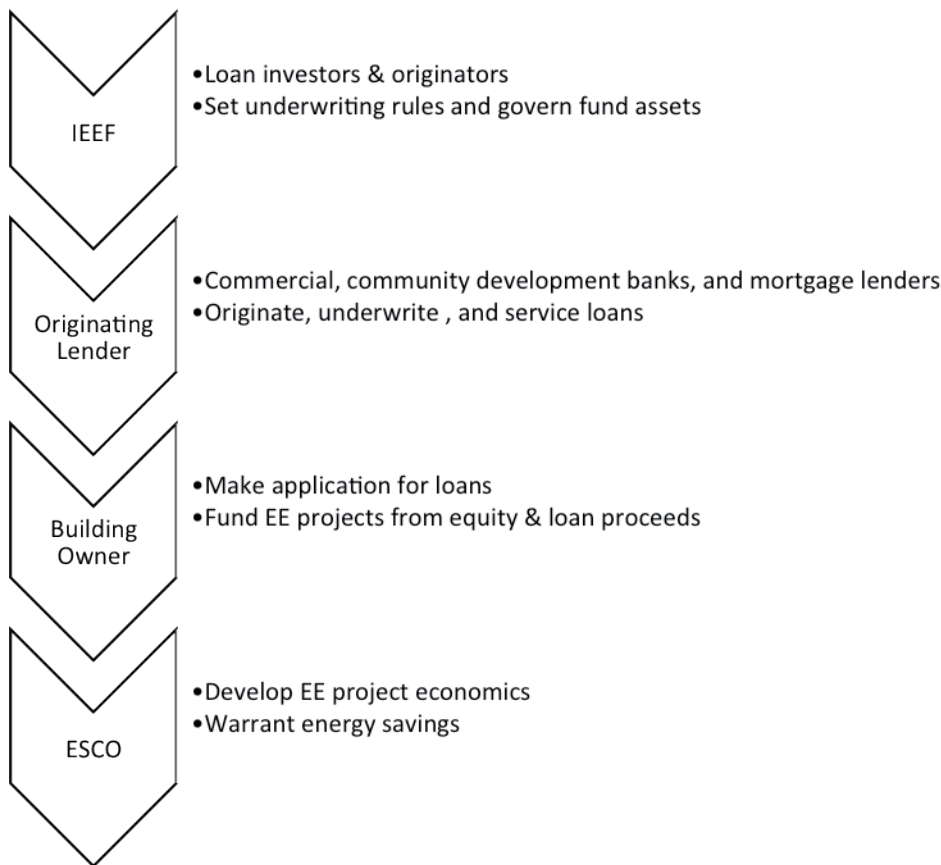 IEEF
•Loan investors & originators
•Set underwriting rules and govern fund assets
Originating
Lender
•Commercial, community development banks, and mortgage lenders
•Originate, underwrite , and service loans
Building
Owner
•Make application for loans
•Fund EE projects from equity & loan proceeds
ESCO
•Develop EE project economics
•Warrant energy savings